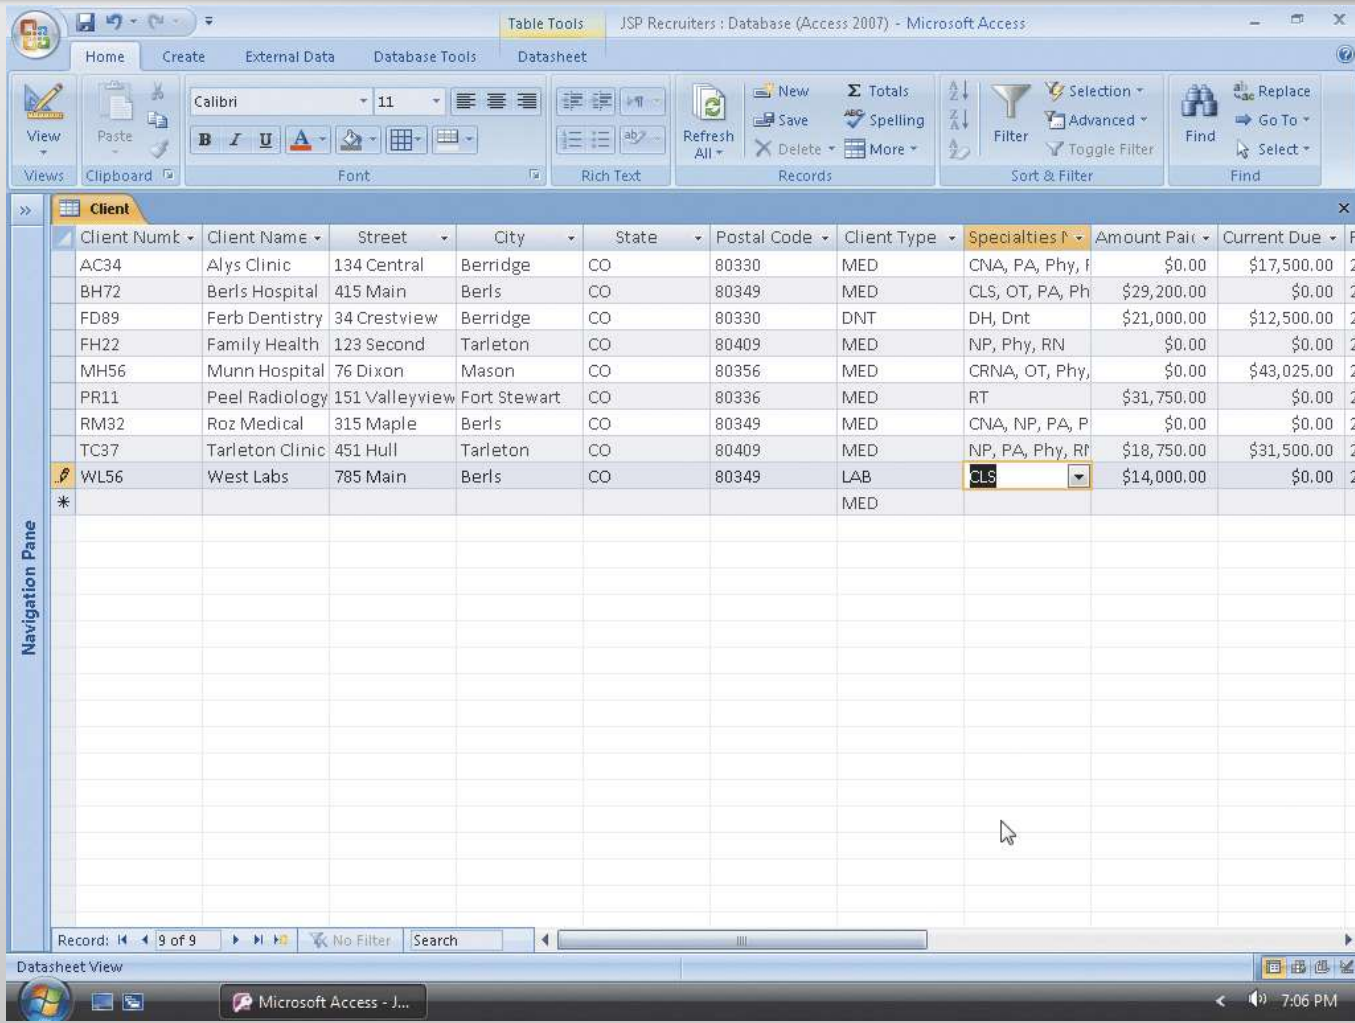 Table Tools JSP Recruiters : Database (Access 2007) - Microsoft Access
Home Create External Data Database Tools Datasheet
View
Views
Paste
Clipboard
Calibri 11
B I U A
Font
Rich Text
Refresh All
New
Save
Delete
Σ Totals
Spelling
More
Records
Filter
Selection
Advanced
Toggle Filter
Sort & Filter
Find
Replace
Go To
Select
Find
Client
Client Numb Client Name Street City State Postal Code Client Type Specialties N Amount Paid Current Due
AC34 Alys Clinic 134 Central Berridge CO 80330 MED CNA, PA, Phy, $0.00 $17,500.00 2
BH72 Berls Hospital 415 Main Berls CO 80349 MED CLS, OT, PA, Ph $29,200.00 $0.00 2
FD89 Ferb Dentistry 34 Crestview Berridge CO 80330 DNT DH, Dnt $21,000.00 $12,500.00 2
FH22 Family Health 123 Second Tarleton CO 80409 MED NP, Phy, RN $0.00 $0.00 2
MH56 Munn Hospital 76 Dixon Mason CO 80356 MED CRNA, OT, Phy, $0.00 $43,025.00 2
PR11 Peel Radiology 151 Valleyview Fort Stewart CO 80336 MED RT $31,750.00 $0.00 2
RM32 Roz Medical 315 Maple Berls CO 80349 MED CNA, NP, PA, P $0.00 $0.00 2
TC37 Tarleton Clinic 451 Hull Tarleton CO 80409 MED NP, PA, Phy, RN $18,750.00 $31,500.00 2
WL56 West Labs 785 Main Berls CO 80349 LAB CLS $14,000.00 $0.00 2
MED
Navigation Pane
Record: 9 of 9 No Filter Search
Datasheet View
Microsoft Access - J... 7:06 PM